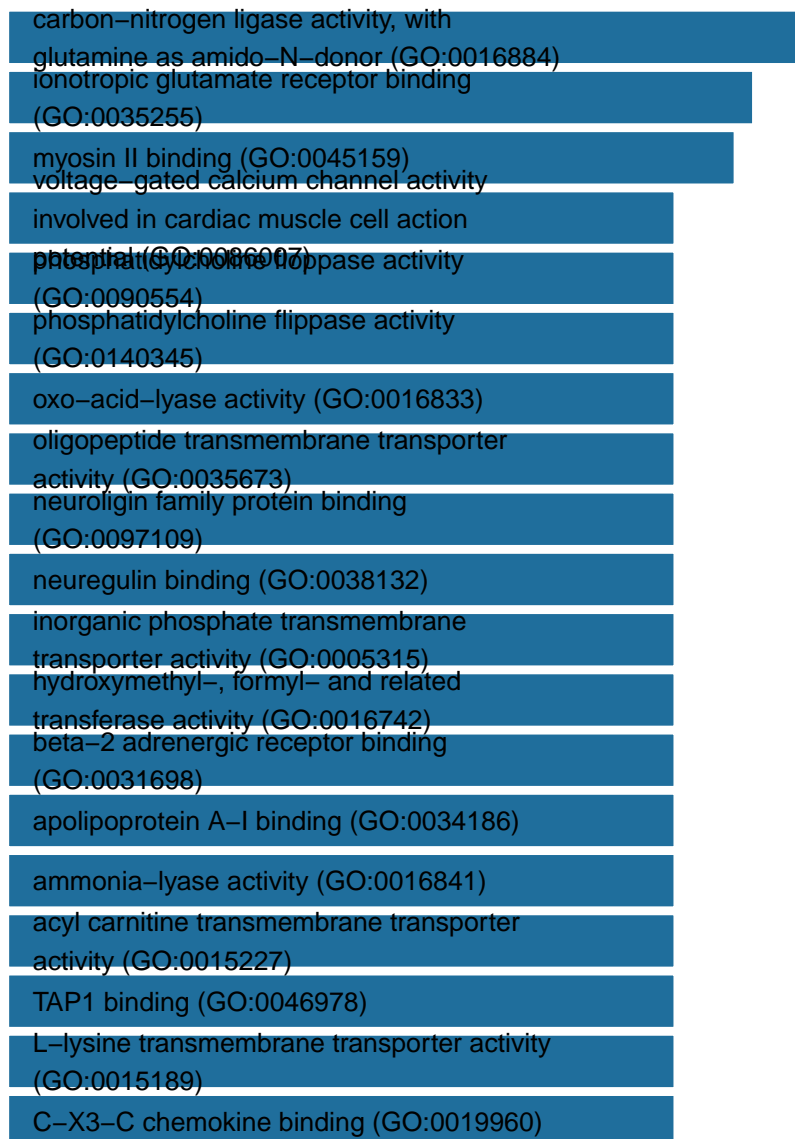 carbon−nitrogen ligase activity, with
glutamine as amido−N−donor (GO:0016884)
ionotropic glutamate receptor binding
(GO:0035255)
myosin II binding (GO:0045159)
voltage−gated calcium channel activity
involved in cardiac muscle cell action
potential (GO:0086007)
phosphatidylcholine floppase activity
(GO:0090554)
phosphatidylcholine flippase activity
(GO:0140345)
oxo−acid−lyase activity (GO:0016833)
oligopeptide transmembrane transporter
activity (GO:0035673)
neuroligin family protein binding
(GO:0097109)
neuregulin binding (GO:0038132)
inorganic phosphate transmembrane
transporter activity (GO:0005315)
hydroxymethyl−, formyl− and related
transferase activity (GO:0016742)
beta−2 adrenergic receptor binding
(GO:0031698)
apolipoprotein A−I binding (GO:0034186)
ammonia−lyase activity (GO:0016841)
acyl carnitine transmembrane transporter
activity (GO:0015227)
TAP1 binding (GO:0046978)
L−lysine transmembrane transporter activity
(GO:0015189)
C−X3−C chemokine binding (GO:0019960)